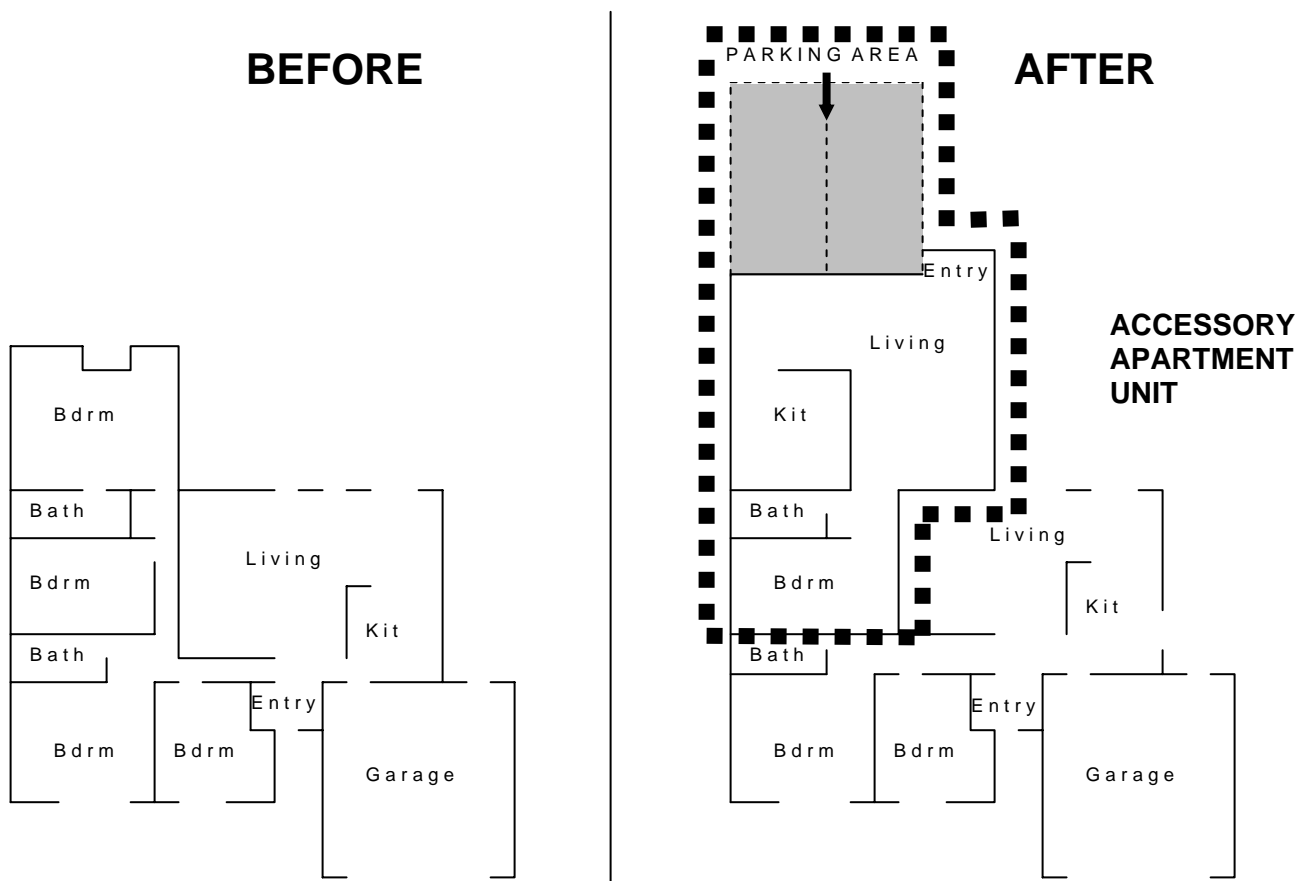 BEFORE
Bdrm
Bath
Living
Bdrm
Kit
Bath
Entry
Bdrm
Bdrm
Garage
PARKING AREA
AFTER
Entry
ACCESSORY
APARTMENT
UNIT
Living
Kit
Bath
Living
Bdrm
Kit
Bath
Entry
Bdrm
Bdrm
Garage